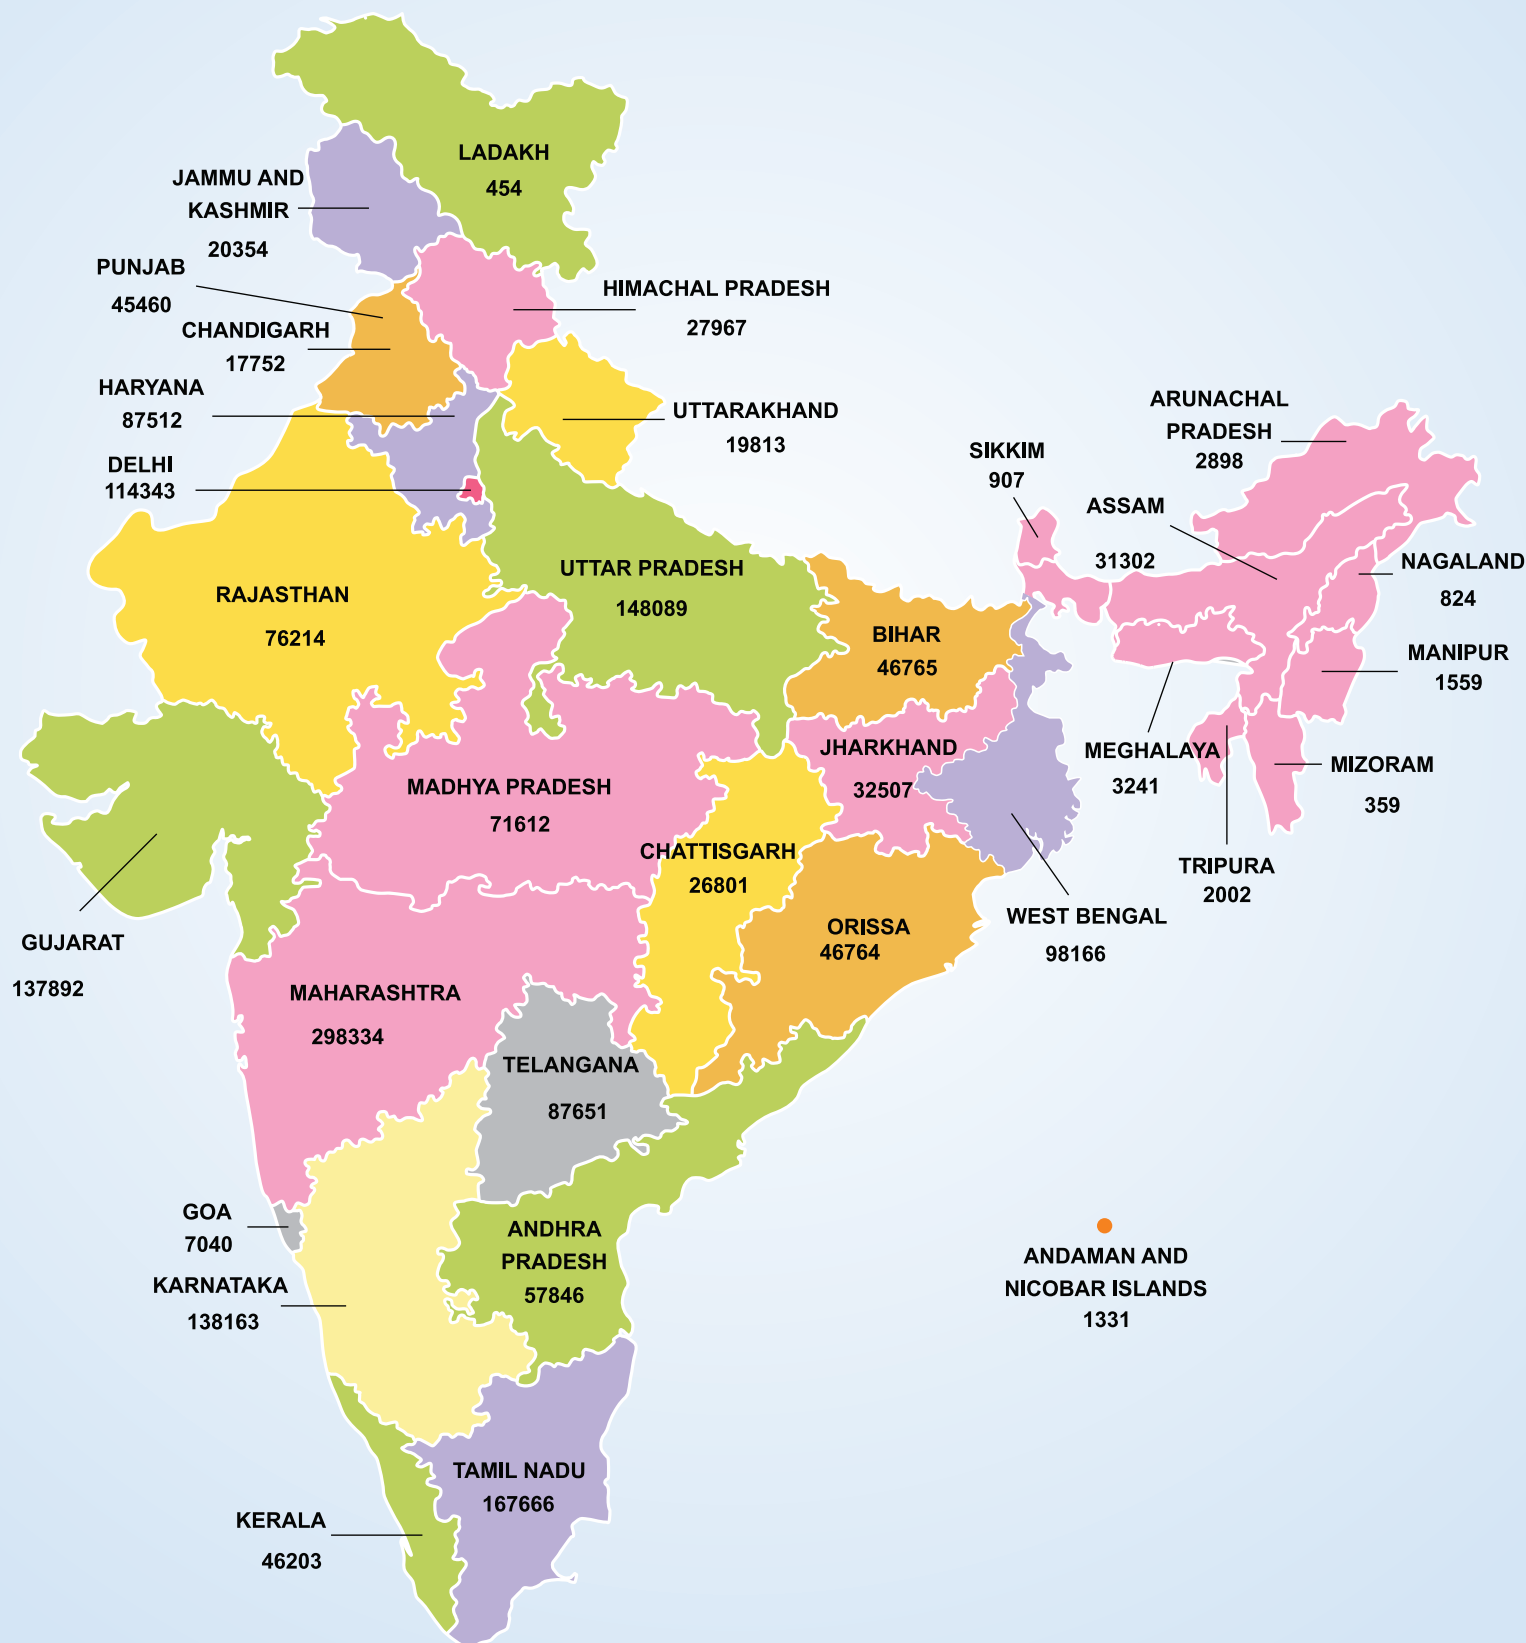 LADAKH
454
JAMMU AND
KASHMIR
20354
PUNJAB
45460
HIMACHAL PRADESH
27967
CHANDIGARH
17752
HARYANA
87512
UTTARAKHAND
19813
DELHI
114343
ARUNACHAL
PRADESH
2898
SIKKIM
907
ASSAM
31302
NAGALAND
824
RAJASTHAN
76214
UTTAR PRADESH
148089
BIHAR
46765
MANIPUR
1559
MEGHALAYA
3241
MIZORAM
359
TRIPURA
2002
JHARKHAND
32507
MADHYA PRADESH
71612
CHATTISGARH
26801
WEST BENGAL
98166
ORISSA
46764
GUJARAT
137892
MAHARASHTRA
298334
TELANGANA
87651
GOA
7040
ANDHRA
PRADESH
57846
KARNATAKA
138163
ANDAMAN AND
NICOBAR ISLANDS
1331
TAMIL NADU
167666
KERALA
46203